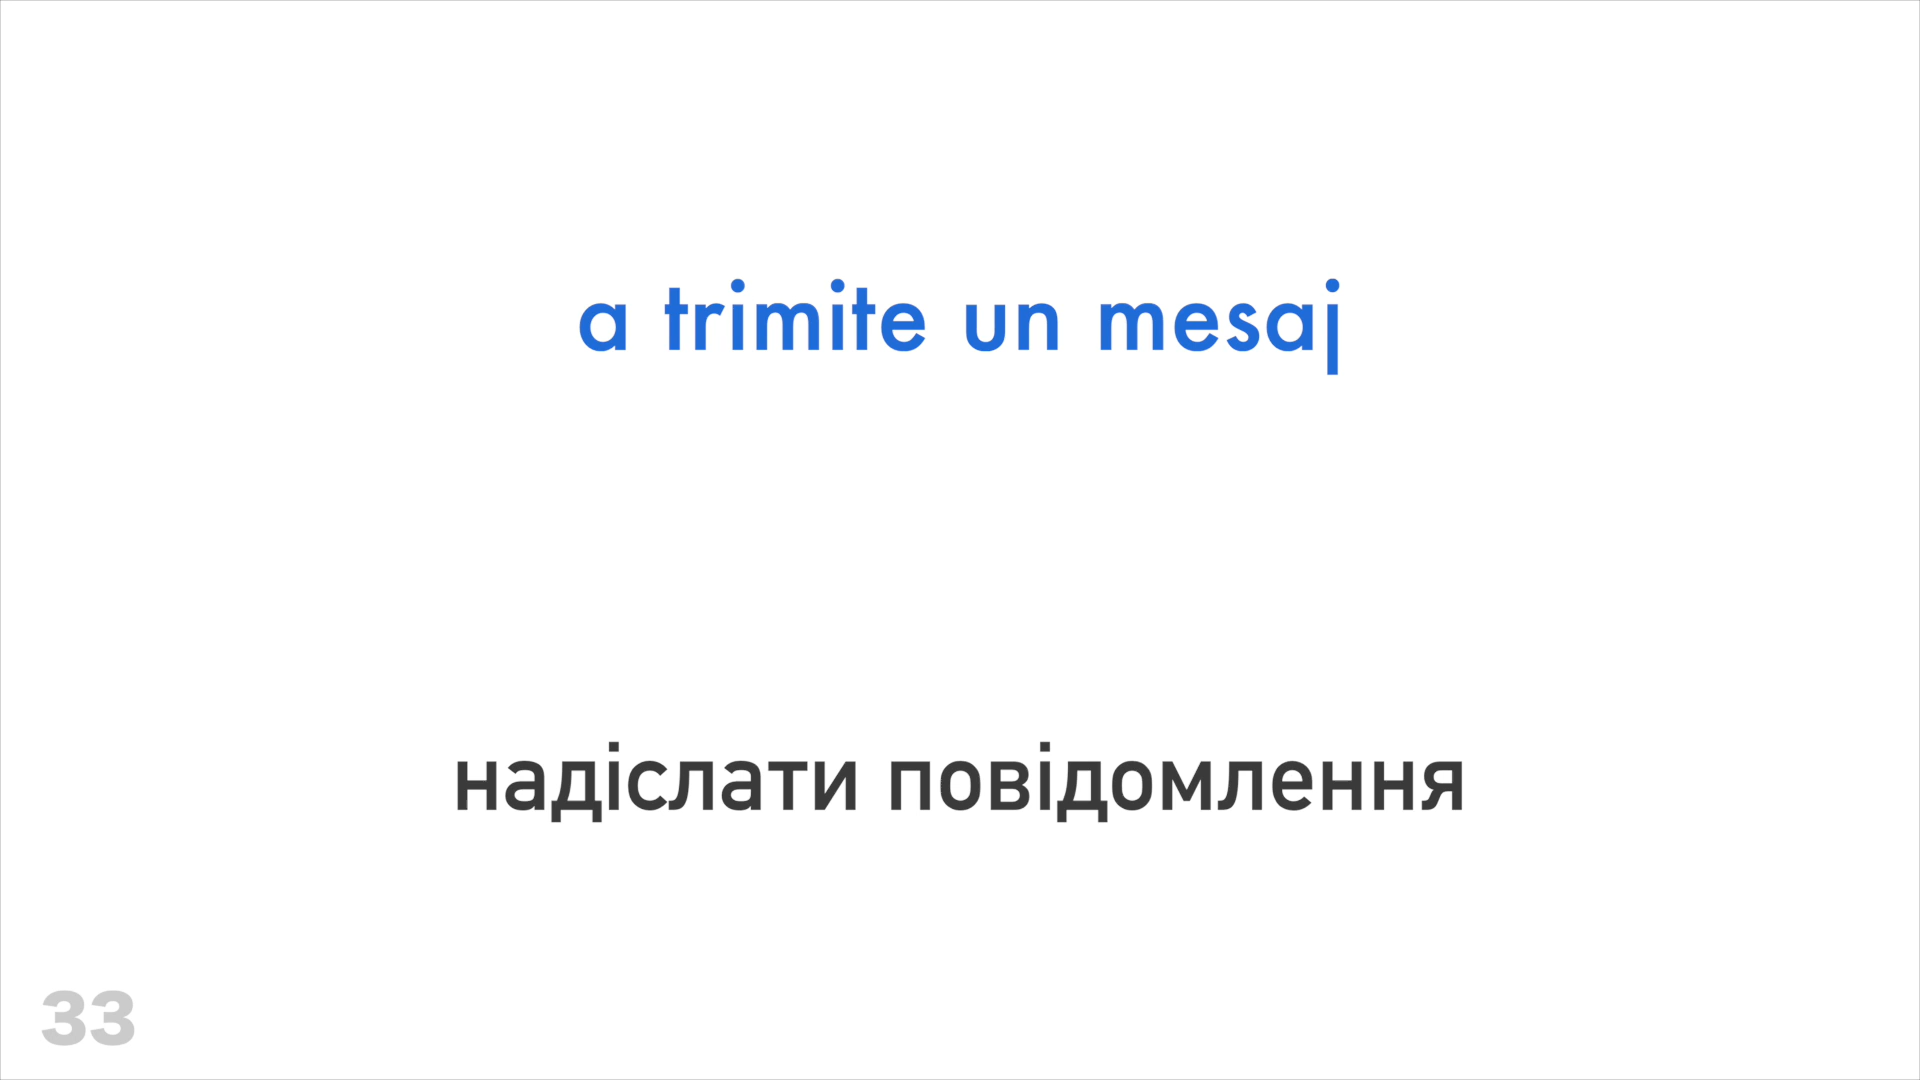 a trimite un mesaj
надіслати повідомлення
33